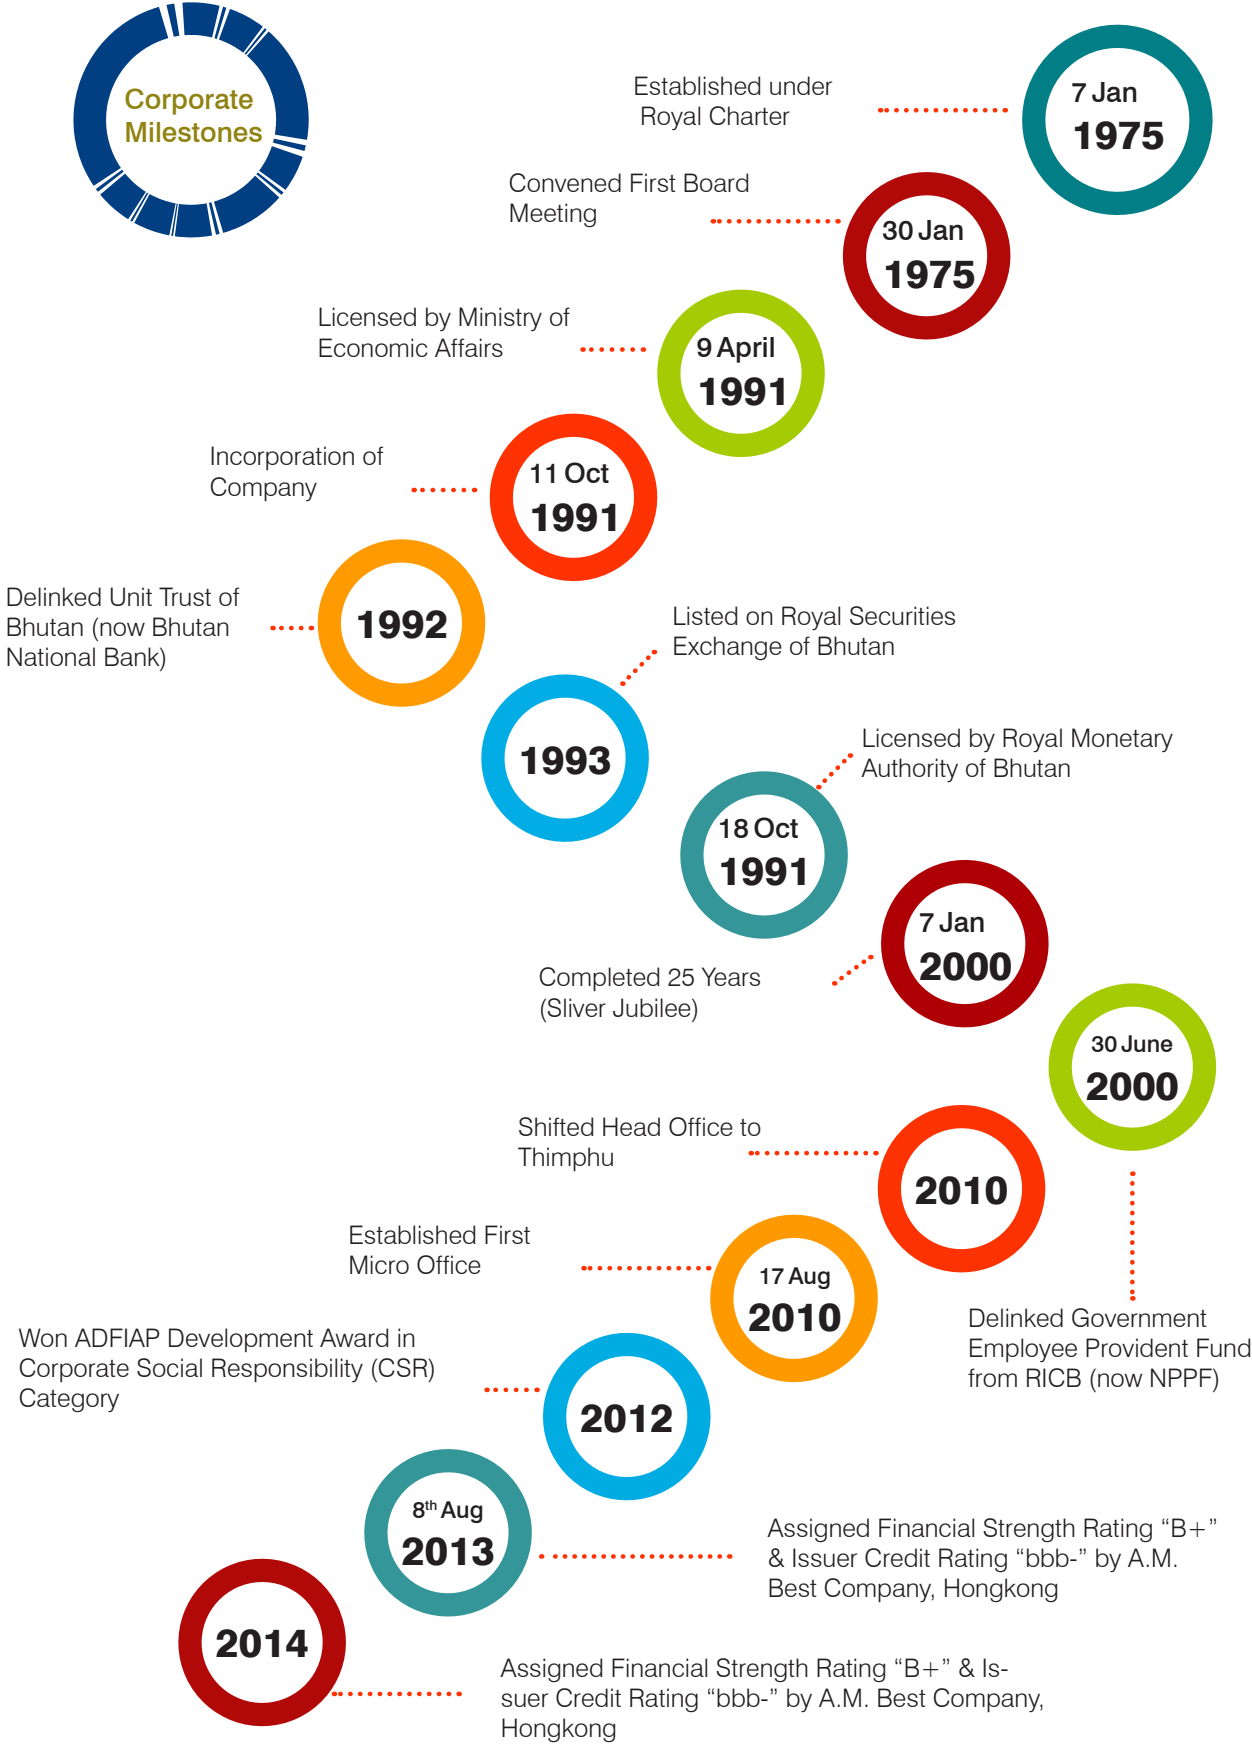 Corporate
Milestones
Established under
Royal Charter
7 Jan
1975
Convened First Board
Meeting
30 Jan
1975
Licensed by Ministry of
Economic Affairs
9 April
1991
Incorporation of
Company
11 Oct
1991
Delinked Unit Trust of
Bhutan (now Bhutan
National Bank)
1992
Listed on Royal Securities
Exchange of Bhutan
1993
Licensed by Royal Monetary
Authority of Bhutan
18 Oct
1991
7 Jan
2000
Completed 25 Years
(Sliver Jubilee)
30 June
2000
Delinked Government
Employee Provident Fund
from RICB (now NPPF)
Shifted Head Office to
Thimphu
2010
Established First
Micro Office
17 Aug
2010
Won ADFIAP Development Award in
Corporate Social Responsibility (CSR)
Category
2012
8th Aug
2013
Assigned Financial Strength Rating “B+”
& Issuer Credit Rating “bbb-” by A.M.
Best Company, Hongkong
2014
Assigned Financial Strength Rating “B+” & Is-
suer Credit Rating “bbb-” by A.M. Best Company,
Hongkong